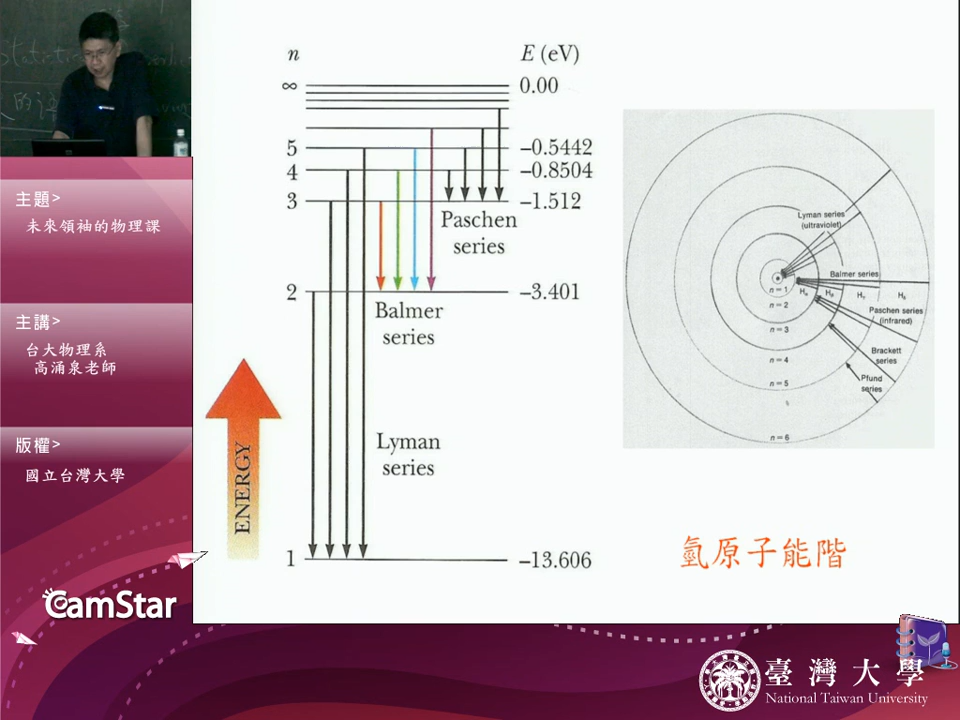 主題>
未來領袖的物理課
主講>
台大物理系
高涌泉老師
版權>
國立台灣大學
CamStar
n
E (eV)
∞
0.00
5
−0.5442
4
−0.8504
3
−1.512
Paschen
series
2
−3.401
Balmer
series
Lyman
series
ENERGY
1
−13.606
Lyman series
(ultraviolet)
Balmer series
n = 1
Hα
Hβ
Hγ
Hδ
n = 2
Paschen series
(infrared)
n = 3
Brackett
series
n = 4
Pfund
series
n = 5
n = 6
氫原子能階
臺灣大學
National Taiwan University